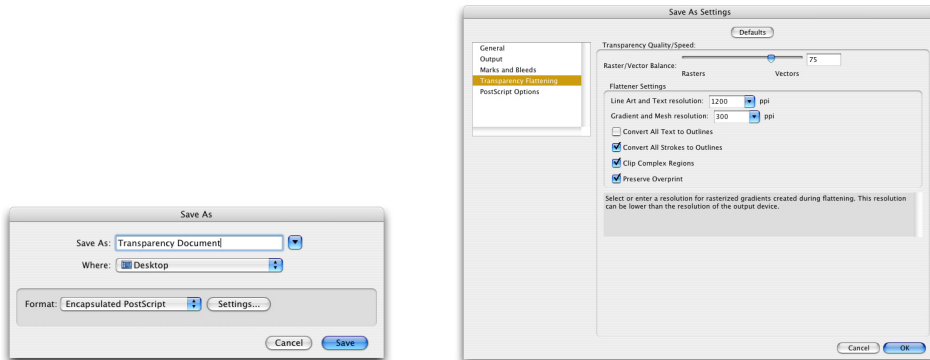 Save As
Save As: Transparency Document
Where: Desktop
Format: Encapsulated PostScript Settings...
Cancel Save
Save As Settings
Defaults
General
Output
Marks and Bleeds
Transparency Flattening
PostScript Options
Transparency Quality/Speed:
Raster/Vector Balance: 75
Rasters Vectors
Flattener Settings
Line Art and Text resolution: 1200 ppi
Gradient and Mesh resolution: 300 ppi
Convert All Text to Outlines
Convert All Strokes to Outlines
Clip Complex Regions
Preserve Overprint
Select or enter a resolution for rasterized gradients created during flattening. This resolution
can be lower than the resolution of the output device.
Cancel OK